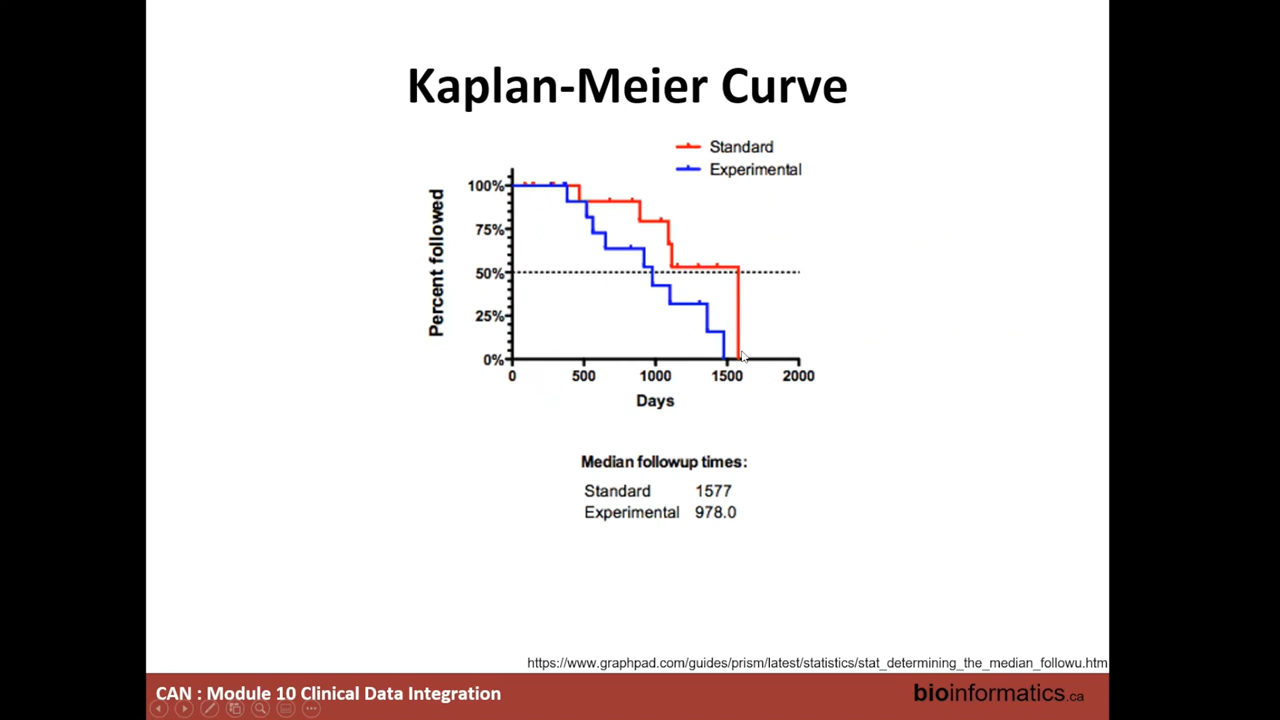 Kaplan-Meier Curve
Standard
Experimental
Percent followed
100%
75%
50%
25%
0%
0 500 1000 1500 2000
Days
Median followup times:
Standard 1577
Experimental 978.0
https://www.graphpad.com/guides/prism/latest/statistics/stat_determining_the_median_followu.htm
CAN : Module 10 Clinical Data Integration
bioinformatics.ca